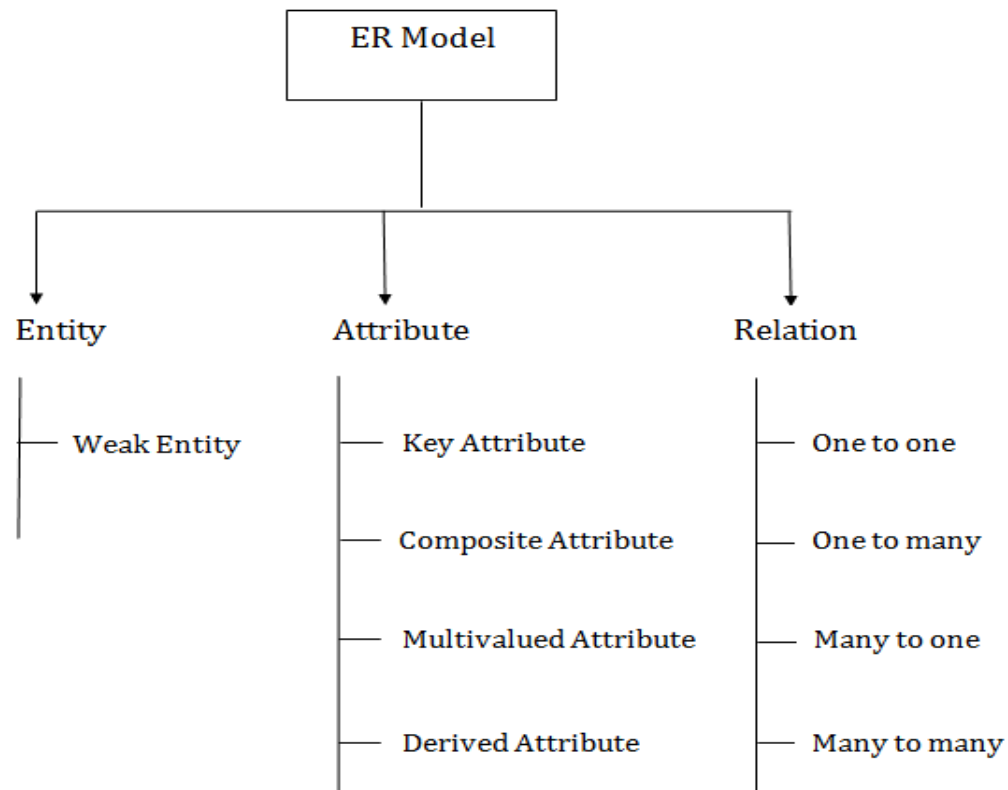 ER Model
Entity
Attribute
Relation
Weak Entity
Key Attribute
One to one
Composite Attribute
One to many
Multivalued Attribute
Many to one
Derived Attribute
Many to many